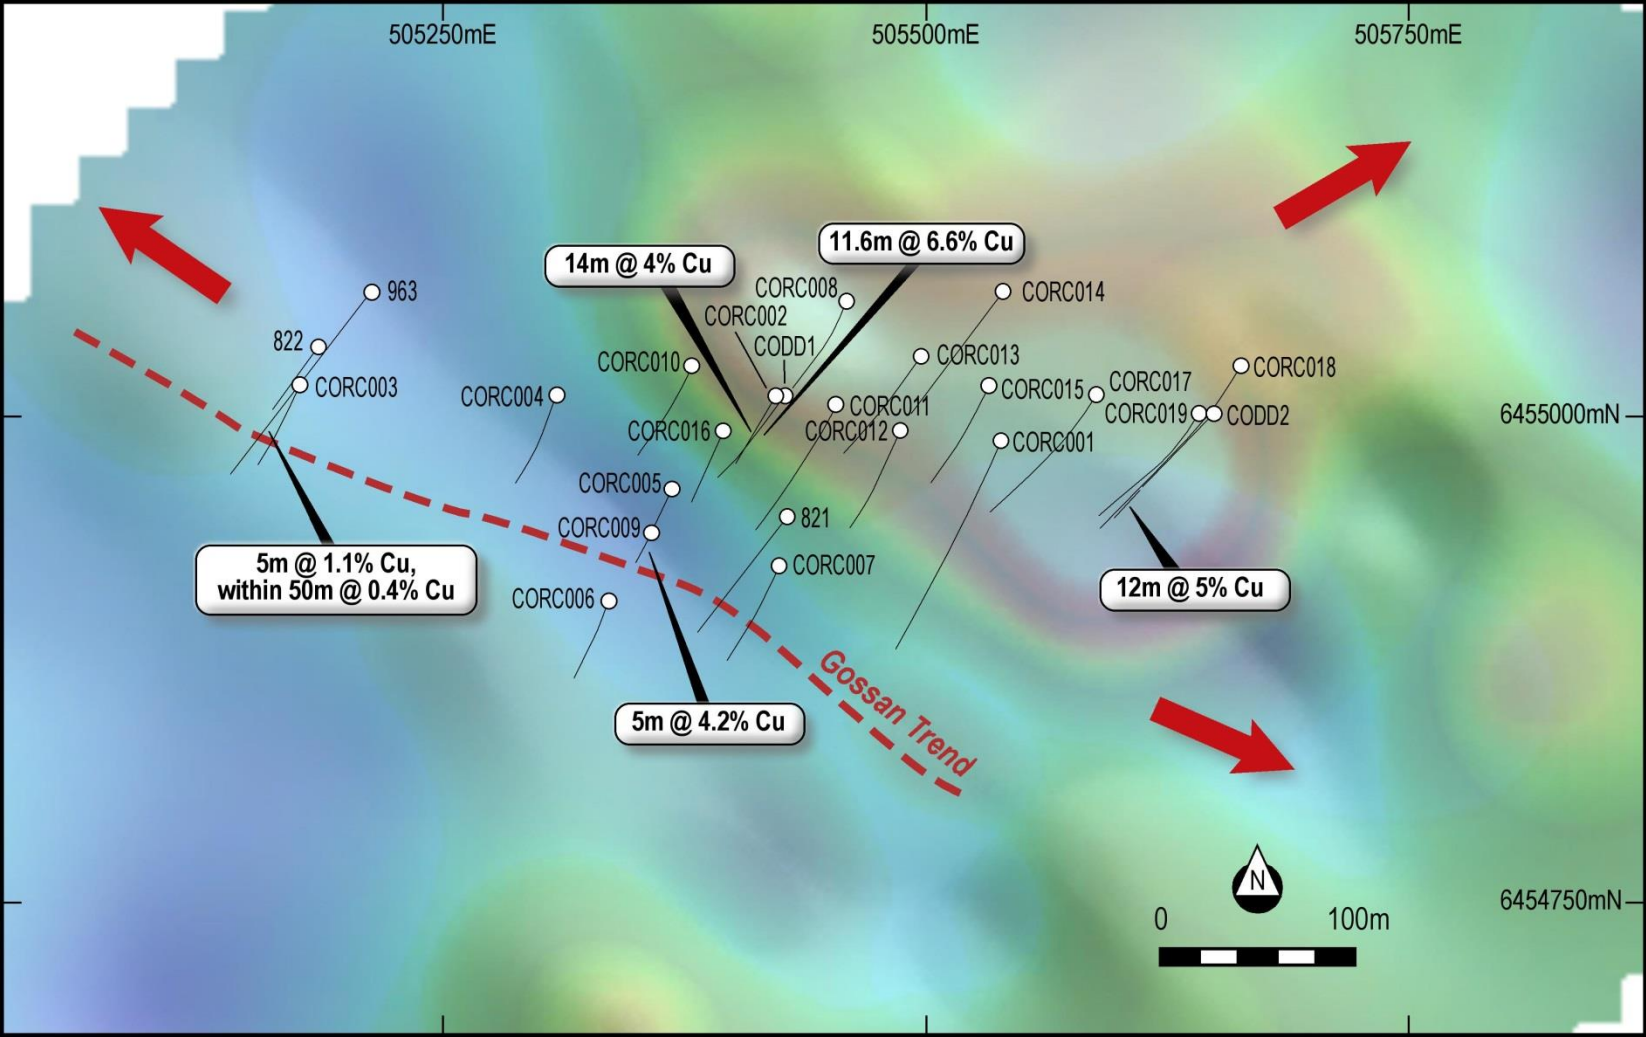 505250mE
505500mE
505750mE
11.6m @ 6.6% Cu
14m @ 4% Cu
963
CORC008
CORC014
CORC002
822
CODD1
CORC010
CORC013
CORC018
CORC003
CORC004
CORC015
CORC017
CORC011
CORC019
CODD2
6455000mN
CORC016
CORC012
CORC001
CORC005
821
CORC009
5m @ 1.1% Cu,
within 50m @ 0.4% Cu
CORC007
12m @ 5% Cu
CORC006
Gossan Trend
5m @ 4.2% Cu
N
6454750mN
0
100m